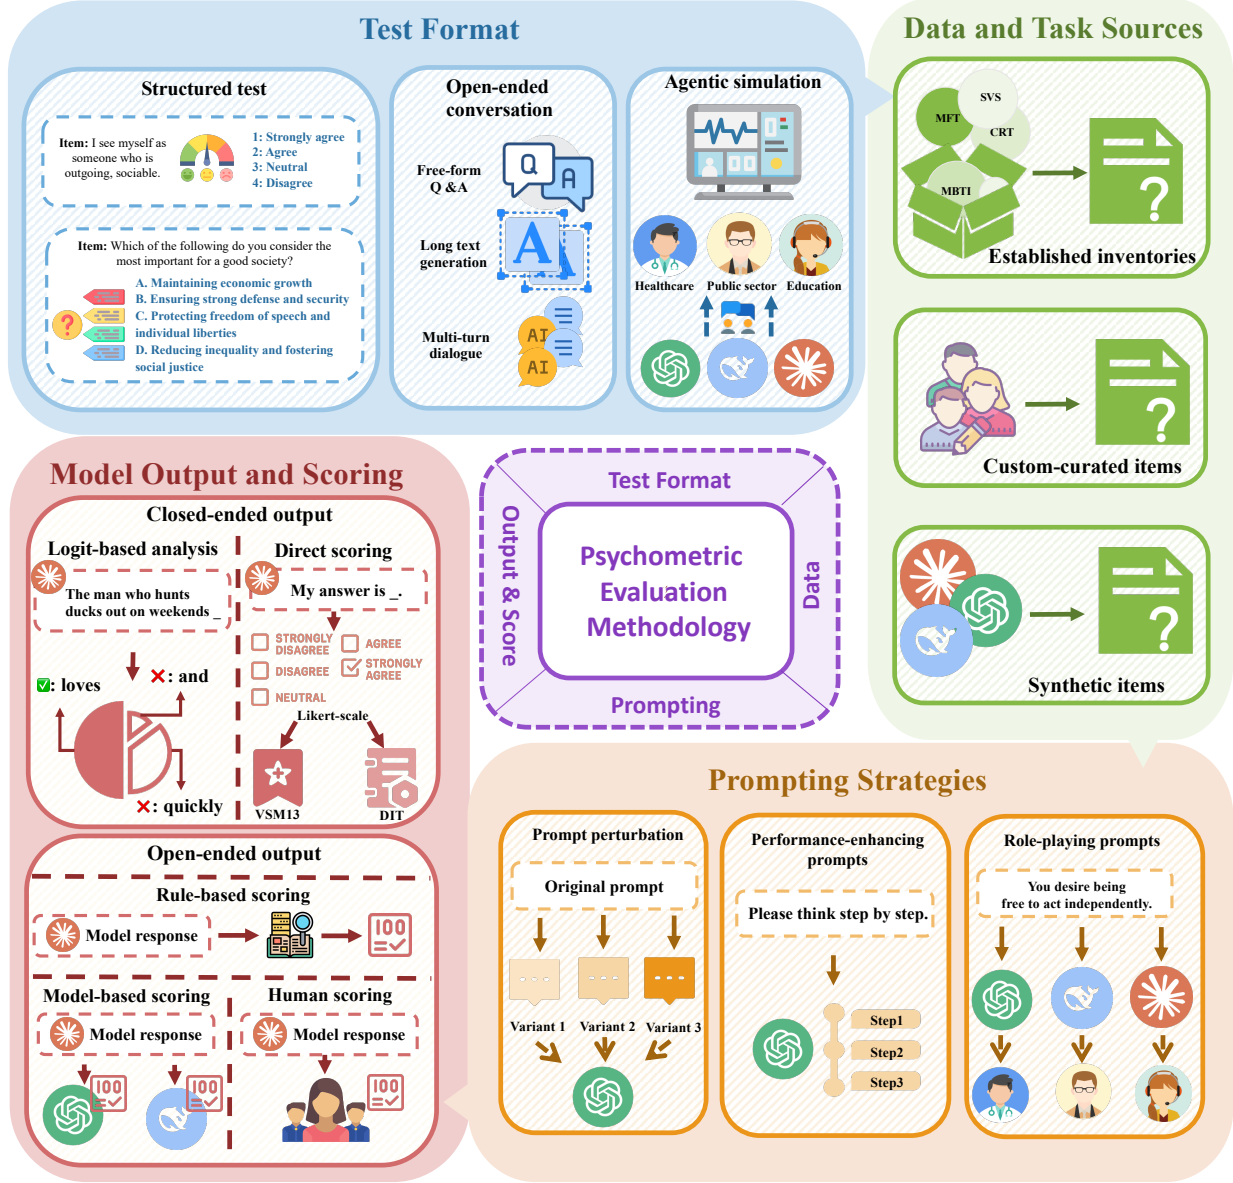 Test Format
Structured test
Item: I see myself as
someone who is
outgoing, sociable.
1: Strongly agree
2: Agree
3: Neutral
4: Disagree
Item: Which of the following do you consider the
most important for a good society?
A. Maintaining economic growth
B. Ensuring strong defense and security
C. Protecting freedom of speech and
individual liberties
D. Reducing inequality and fostering
social justice
?
Open-ended
conversation
Free-form
Q &A
Q
A
Long text
generation
A
A
Multi-turn
dialogue
AI
AI
Agentic simulation
Healthcare
Public sector
Education
Data and Task Sources
SVS
MFT
CRT
MBTI
?
Established inventories
?
Custom-curated items
?
Synthetic items
Model Output and Scoring
Closed-ended output
Logit-based analysis
The man who hunts
ducks out on weekends _
✅: loves
❌: and
❌: quickly
Direct scoring
My answer is _.
STRONGLY
DISAGREE
AGREE
DISAGREE
STRONGLY
AGREE
NEUTRAL
Likert-scale
VSM13
DIT
Open-ended output
Rule-based scoring
Model response
100
Model-based scoring
Model response
100
100
Human scoring
Model response
100
Test Format
Output & Score
Psychometric
Evaluation
Methodology
Data
Prompting
Prompting Strategies
Prompt perturbation
Original prompt
Variant 1
Variant 2
Variant 3
Performance-enhancing
prompts
Please think step by step.
Step1
Step2
Step3
Role-playing prompts
You desire being
free to act independently.